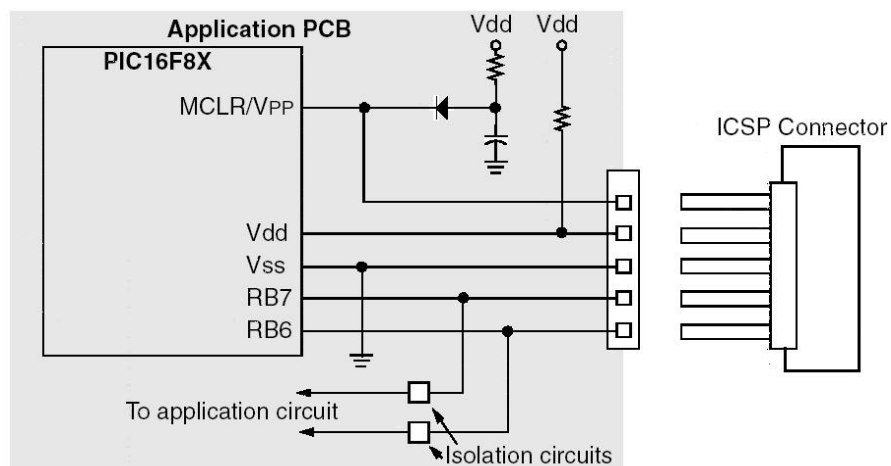 Application PCB
Vdd Vdd
PIC16F8X
MCLR/VPP
ICSP Connector
Vdd
Vss
RB7
RB6
To application circuit
Isolation circuits